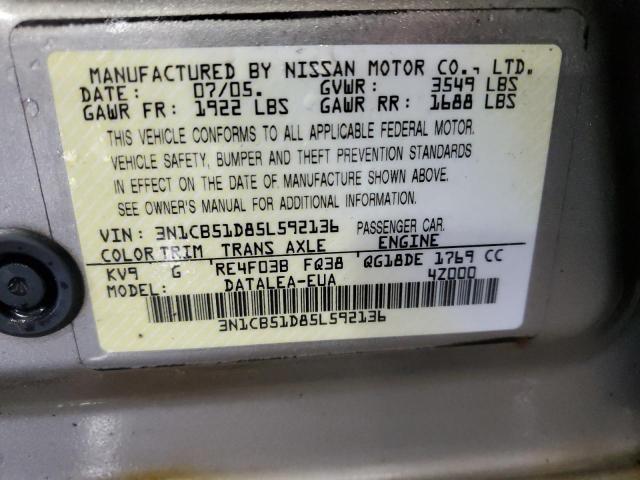 MANUFACTURED BY NISSAN MOTOR CO., LTD.
DATE: 07/05. GVWR: 3549 LBS
GAWR FR: 1922 LBS GAWR RR: 1688 LBS
THIS VEHICLE CONFORMS TO ALL APPLICABLE FEDERAL MOTOR.
VEHICLE SAFETY, BUMPER AND THEFT PREVENTION STANDARDS
IN EFFECT ON THE DATE OF MANUFACTURE SHOWN ABOVE.
SEE OWNER'S MANUAL FOR ADDITIONAL INFORMATION.
VIN: 3N1CB51D85L592136 PASSENGER CAR.
COLOR TRIM TRANS AXLE ENGINE
KV9 G RE4F03B FQ38 QG18DE 1769 CC
MODEL: DATALEA-EUA 4Z000
3N1CB51D85L592136